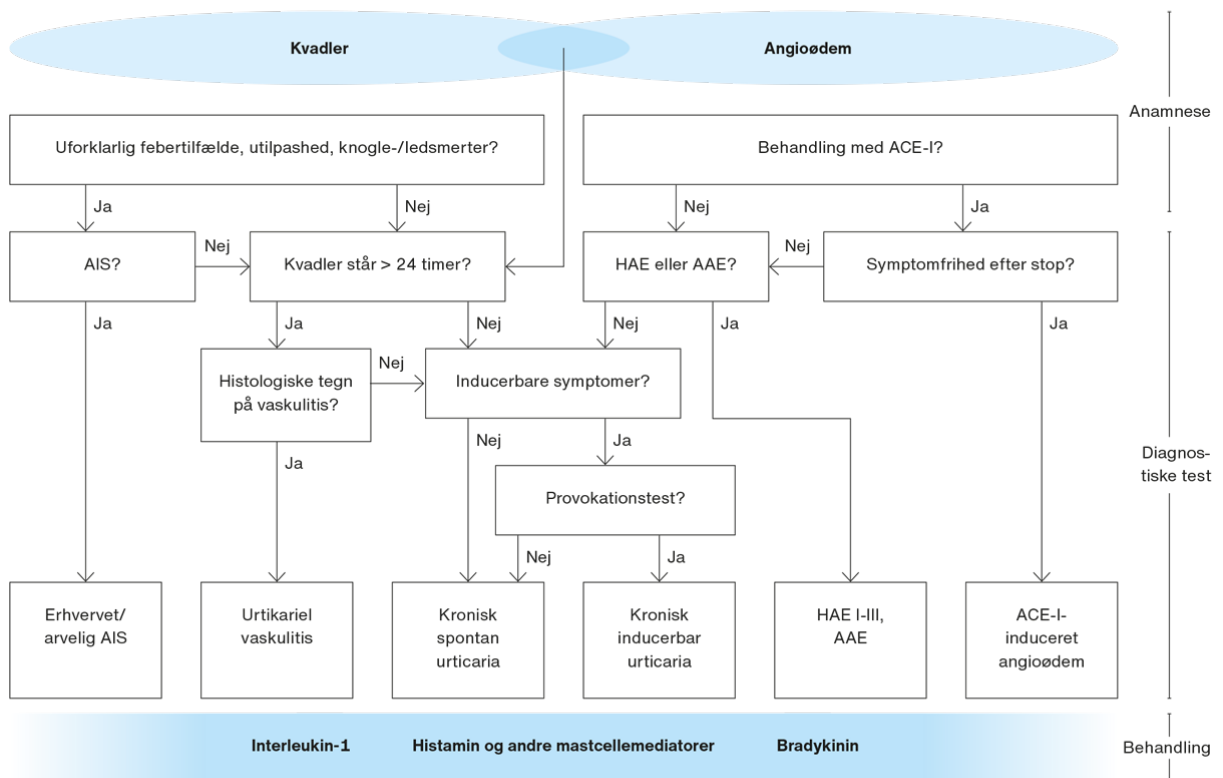 Kvadler
Angioødem
Anamnese
Uforklarlig febertilfælde, utilpashed, knogle-/ledsmerter?
Behandling med ACE-I?
Ja
Nej
Nej
Ja
AIS?
Nej
Kvadler står > 24 timer?
HAE eller AAE?
Nej
Symptomfrihed efter stop?
Ja
Ja
Nej
Nej
Ja
Ja
Histologiske tegn
på vaskulitis?
Nej
Inducerbare symptomer?
Nej
Ja
Ja
Diagnos-
tiske test
Provokationstest?
Nej
Ja
Erhvervet/
arvelig AIS
Urtikariel
vaskulitis
Kronisk
spontan
urticaria
Kronisk
inducerbar
urticaria
HAE I-III,
AAE
ACE-I-
induceret
angioødem
Interleukin-1
Histamin og andre mastcellemediatorer
Bradykinin
Behandling